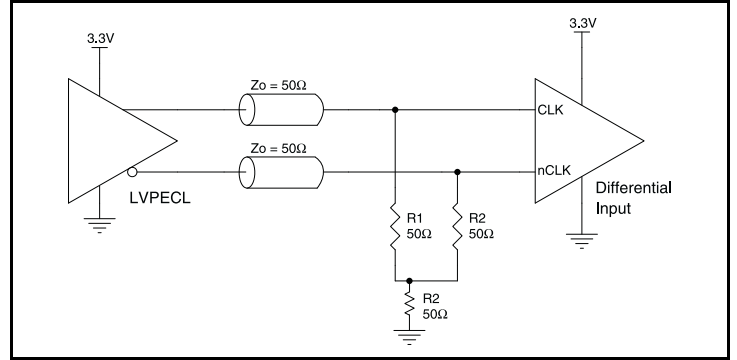 3.3V
3.3V
Zo = 50Ω
CLK
Zo = 50Ω
nCLK
LVPECL
Differential
Input
R1
50Ω
R2
50Ω
R2
50Ω